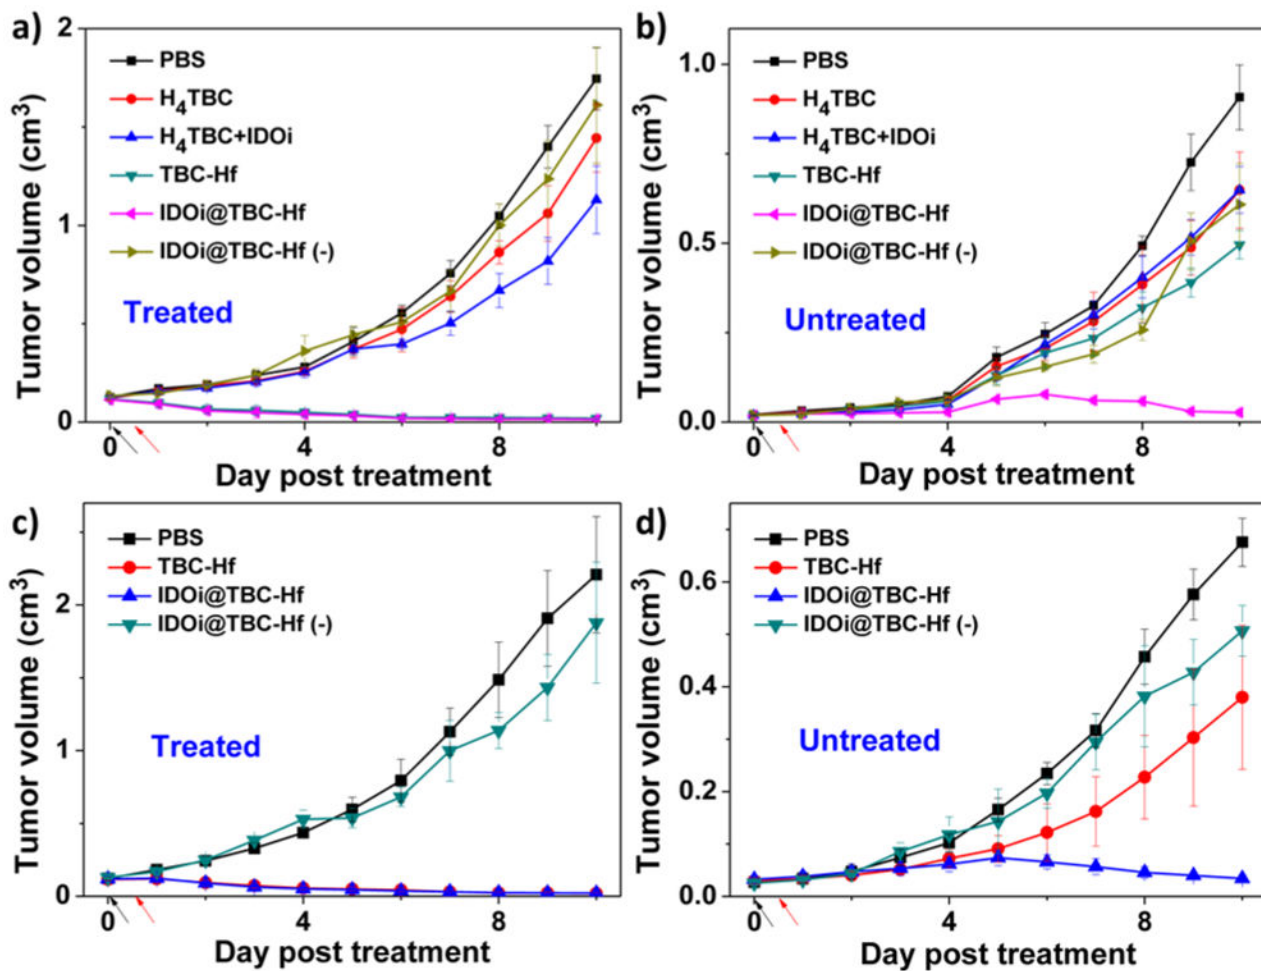 a)
2
1
0
Tumor volume (cm³)
PBS
H₄TBC
H₄TBC+IDOi
TBC-Hf
IDOi@TBC-Hf
IDOi@TBC-Hf (-)
Treated
0 4 8
Day post treatment
b)
1.0
0.5
0.0
Tumor volume (cm³)
PBS
H₄TBC
H₄TBC+IDOi
TBC-Hf
IDOi@TBC-Hf
IDOi@TBC-Hf (-)
Untreated
0 4 8
Day post treatment
c)
2
1
0
Tumor volume (cm³)
PBS
TBC-Hf
IDOi@TBC-Hf
IDOi@TBC-Hf (-)
Treated
0 4 8
Day post treatment
d)
0.6
0.4
0.2
0.0
Tumor volume (cm³)
PBS
TBC-Hf
IDOi@TBC-Hf
IDOi@TBC-Hf (-)
Untreated
0 4 8
Day post treatment